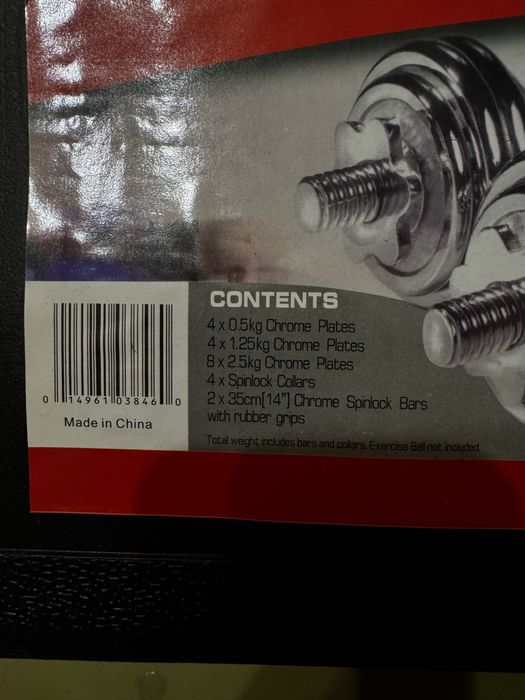 CONTENTS
4 x 0.5kg Chrome Plates
4 x 1.25kg Chrome Plates
8 x 2.5kg Chrome Plates
4 x Spinlock Collars
2 x 35cm[14"] Chrome Spinlock Bars
with rubber grips
Total weight includes bars and collars. Exercise Ball not included.
0 14961 03846 0
Made in China